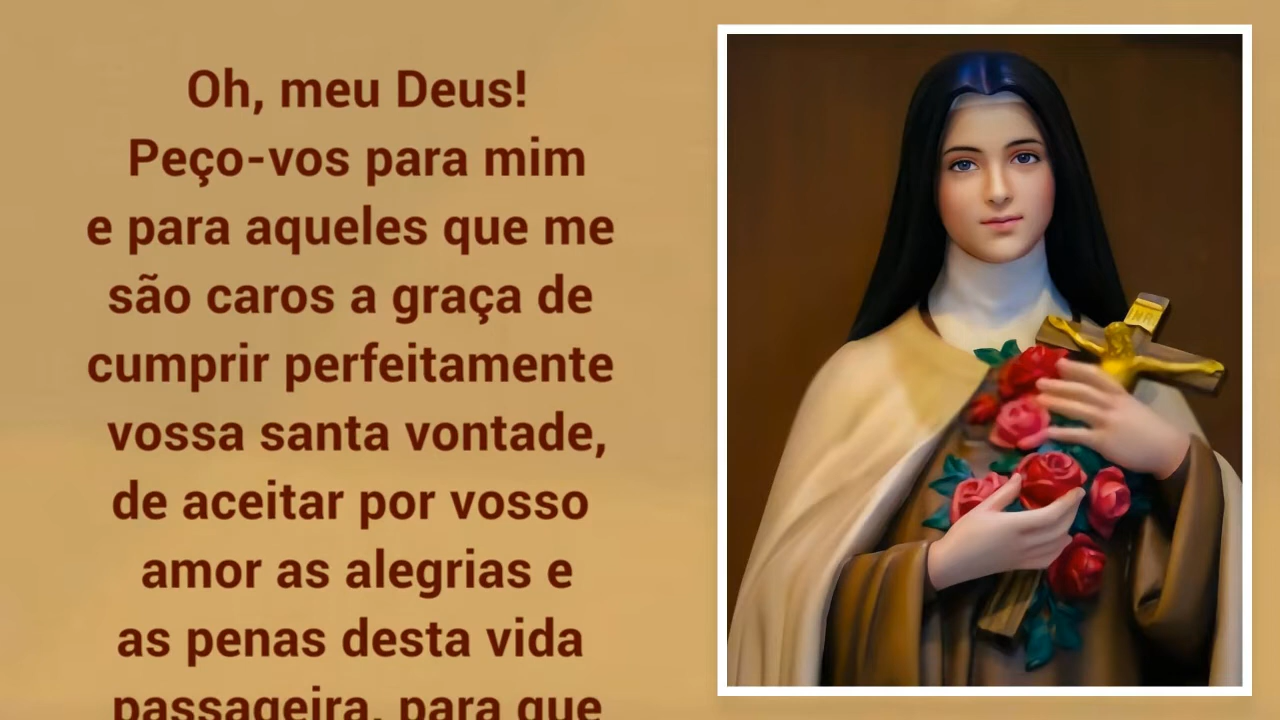 Oh, meu Deus!
Peço-vos para mim
e para aqueles que me
são caros a graça de
cumprir perfeitamente
vossa santa vontade,
de aceitar por vosso
amor as alegrias e
as penas desta vida
passageira, para que
INRI